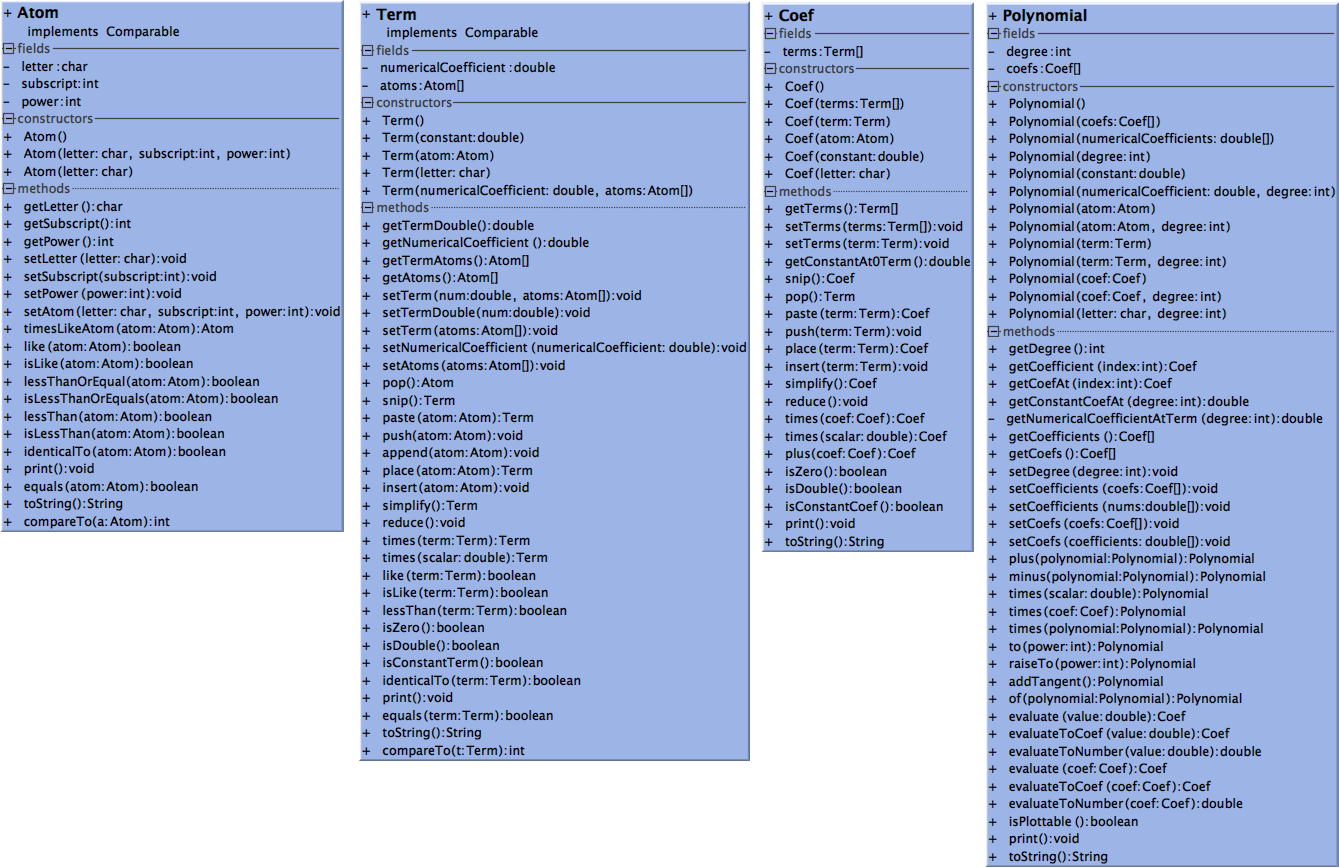 + Atom
implements Comparable
fields
- letter:char
- subscript:int
- power:int
constructors
+ Atom()
+ Atom(letter: char, subscript:int, power:int)
+ Atom(letter: char)
methods
+ getLetter():char
+ getSubscript():int
+ getPower():int
+ setLetter(letter: char):void
+ setSubscript(subscript:int):void
+ setPower(power:int):void
+ setAtom(letter: char, subscript:int, power:int):void
+ timesLikeAtom(atom:Atom):Atom
+ like(atom:Atom):boolean
+ isLike(atom:Atom):boolean
+ lessThanOrEqual(atom:Atom):boolean
+ isLessThanOrEquals(atom:Atom):boolean
+ lessThan(atom:Atom):boolean
+ isLessThan(atom:Atom):boolean
+ identicalTo(atom:Atom):boolean
+ print():void
+ equals(atom:Atom):boolean
+ toString():String
+ compareTo(a:Atom):int
+ Term
implements Comparable
fields
- numericalCoefficient:double
- atoms:Atom[]
constructors
+ Term()
+ Term(constant:double)
+ Term(atom:Atom)
+ Term(letter: char)
+ Term(numericalCoefficient: double, atoms:Atom[])
methods
+ getTermDouble():double
+ getNumericalCoefficient():double
+ getTermAtoms():Atom[]
+ getAtoms():Atom[]
+ setTerm(num:double, atoms:Atom[]):void
+ setTermDouble(num:double):void
+ setTerm(atoms:Atom[]):void
+ setNumericalCoefficient(numericalCoefficient: double):void
+ setAtoms(atoms:Atom[]):void
+ pop():Atom
+ snip():Term
+ paste(atom:Atom):Term
+ push(atom:Atom):void
+ append(atom:Atom):void
+ place(atom:Atom):Term
+ insert(atom:Atom):void
+ simplify():Term
+ reduce():void
+ times(term:Term):Term
+ times(scalar: double):Term
+ like(term:Term):boolean
+ isLike(term:Term):boolean
+ lessThan(term:Term):boolean
+ isZero():boolean
+ isDouble():boolean
+ isConstantTerm():boolean
+ identicalTo(term:Term):boolean
+ print():void
+ equals(term:Term):boolean
+ toString():String
+ compareTo(t:Term):int
+ Coef
fields
- terms:Term[]
constructors
+ Coef()
+ Coef(terms:Term[])
+ Coef(term:Term)
+ Coef(atom:Atom)
+ Coef(constant:double)
+ Coef(letter: char)
methods
+ getTerms():Term[]
+ setTerms(terms:Term[]):void
+ setTerms(term:Term):void
+ getConstantAt0Term():double
+ snip():Coef
+ pop():Term
+ paste(term:Term):Coef
+ push(term:Term):void
+ place(term:Term):Coef
+ insert(term:Term):void
+ simplify():Coef
+ reduce():void
+ times(coef:Coef):Coef
+ times(scalar: double):Coef
+ plus(coef:Coef):Coef
+ isZero():boolean
+ isDouble():boolean
+ isConstantCoef():boolean
+ print():void
+ toString():String
+ Polynomial
fields
- degree:int
- coefs:Coef[]
constructors
+ Polynomial()
+ Polynomial(coefs:Coef[])
+ Polynomial(numericalCoefficients: double[])
+ Polynomial(degree:int)
+ Polynomial(constant:double)
+ Polynomial(numericalCoefficient: double, degree:int)
+ Polynomial(atom:Atom)
+ Polynomial(atom:Atom, degree:int)
+ Polynomial(term:Term)
+ Polynomial(term:Term, degree:int)
+ Polynomial(coef:Coef)
+ Polynomial(coef:Coef, degree:int)
+ Polynomial(letter: char, degree:int)
methods
+ getDegree():int
+ getCoefficient(index:int):Coef
+ getCoefAt(index:int):Coef
+ getConstantCoefAt(degree:int):double
- getNumericalCoefficientAtTerm(degree:int):double
+ getCoefficients():Coef[]
+ getCoefs():Coef[]
+ setDegree(degree:int):void
+ setCoefficients(coefs:Coef[]):void
+ setCoefficients(nums:double[]):void
+ setCoefs(coefs:Coef[]):void
+ setCoefs(coefficients: double[]):void
+ plus(polynomial:Polynomial):Polynomial
+ minus(polynomial:Polynomial):Polynomial
+ times(scalar: double):Polynomial
+ times(coef:Coef):Polynomial
+ times(polynomial:Polynomial):Polynomial
+ to(power:int):Polynomial
+ raiseTo(power:int):Polynomial
+ addTangent():Polynomial
+ of(polynomial:Polynomial):Polynomial
+ evaluate(value:double):Coef
+ evaluateToCoef(value:double):Coef
+ evaluateToNumber(value:double):double
+ evaluate(coef:Coef):Coef
+ evaluateToCoef(coef:Coef):Coef
+ evaluateToNumber(coef:Coef):double
+ isPlottable():boolean
+ print():void
+ toString():String